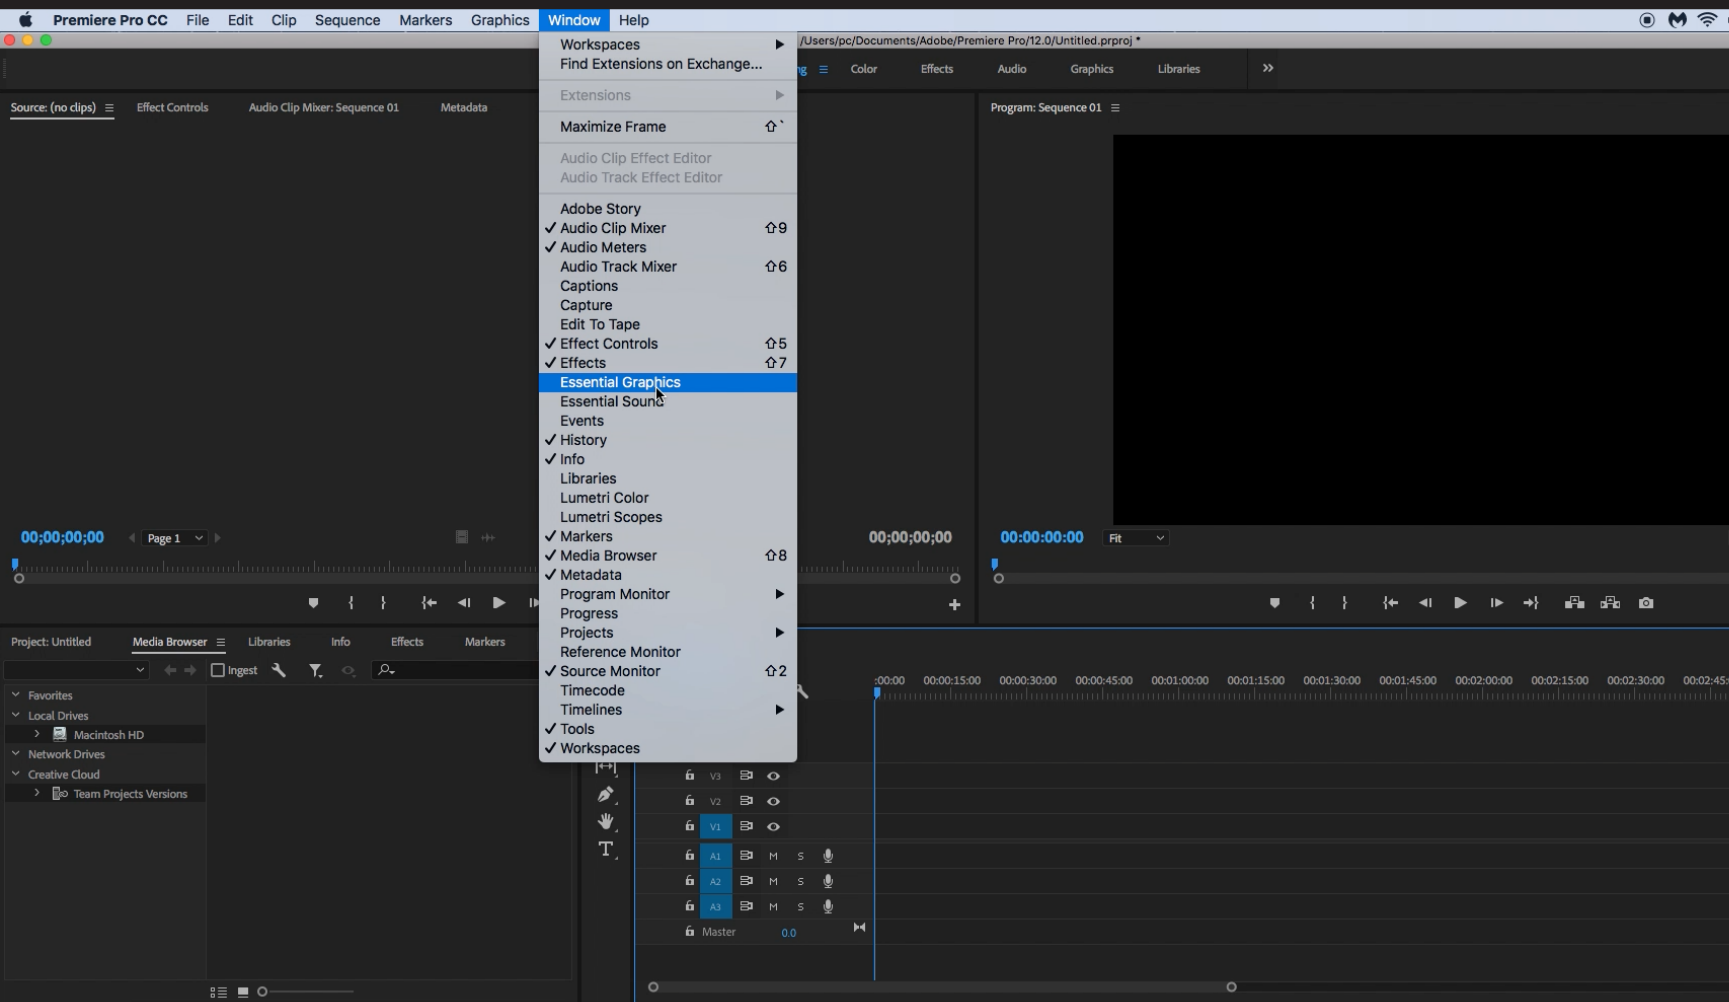 Premiere Pro CC File Edit Clip Sequence Markers Graphics Window Help
/Users/pc/Documents/Adobe/Premiere Pro/12.0/Untitled.prproj *
Workspaces
Find Extensions on Exchange...
Extensions
Maximize Frame ⇧`
Audio Clip Effect Editor
Audio Track Effect Editor
Adobe Story
✓ Audio Clip Mixer ⇧9
✓ Audio Meters
Audio Track Mixer ⇧6
Captions
Capture
Edit To Tape
✓ Effect Controls ⇧5
✓ Effects ⇧7
Essential Graphics
Essential Sound
Events
✓ History
✓ Info
Libraries
Lumetri Color
Lumetri Scopes
✓ Markers
✓ Media Browser ⇧8
✓ Metadata
Program Monitor
Progress
Projects
Reference Monitor
✓ Source Monitor ⇧2
Timecode
Timelines
✓ Tools
✓ Workspaces
ng Color Effects Audio Graphics Libraries
Source: (no clips) Effect Controls Audio Clip Mixer: Sequence 01 Metadata
Program: Sequence 01
00;00;00;00 Page 1 00;00;00;00
00:00:00:00 Fit
Project: Untitled Media Browser Libraries Info Effects Markers
Ingest
Favorites
Local Drives
Macintosh HD
Network Drives
Creative Cloud
Team Projects Versions
:00:00 00:00:15:00 00:00:30:00 00:00:45:00 00:01:00:00 00:01:15:00 00:01:30:00 00:01:45:00 00:02:00:00 00:02:15:00 00:02:30:00 00:02:45:
V3
V2
V1
A1 M S
A2 M S
A3 M S
Master 0.0